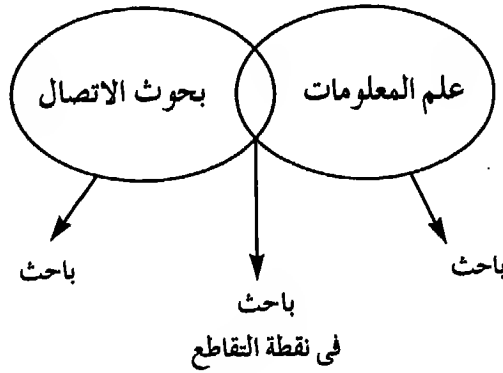 علم المعلومات
بحوث الاتصال
باحث
باحث
فى نقطة التقاطع
باحث